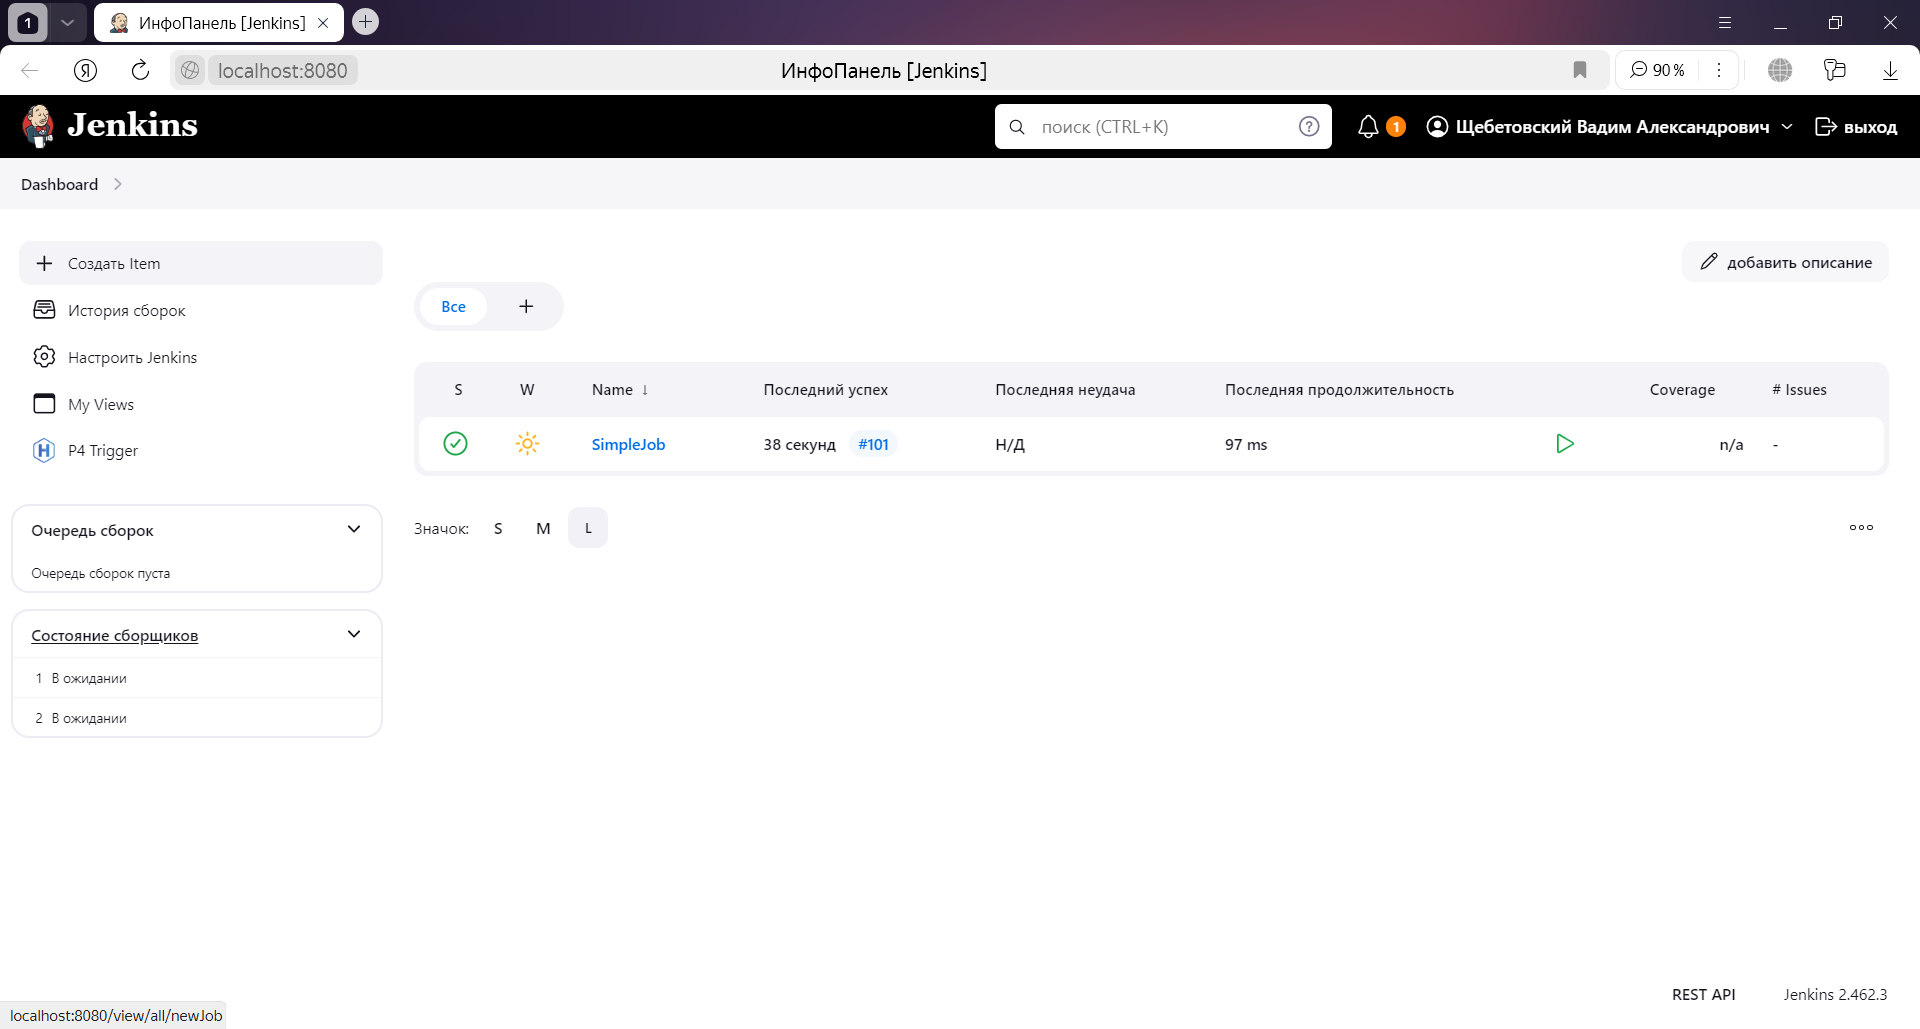 1
ИнфоПанель [Jenkins]
localhost:8080
ИнфоПанель [Jenkins]
90 %
Jenkins
поиск (CTRL+K)
1
Щебетовский Вадим Александрович
выход
Dashboard
Создать Item
История сборок
Настроить Jenkins
My Views
P4 Trigger
Очередь сборок
Очередь сборок пуста
Состояние сборщиков
1 В ожидании
2 В ожидании
добавить описание
Все
S W Name ↓ Последний успех Последняя неудача Последняя продолжительность Coverage # Issues
SimpleJob 38 секунд #101 Н/Д 97 ms n/a -
Значок: S M L
REST API Jenkins 2.462.3
localhost:8080/view/all/newJob